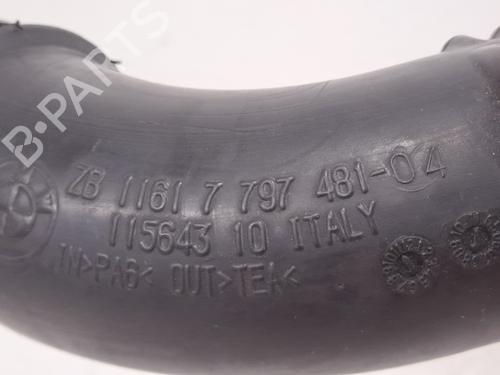 B-PARTS
ZB 1161 7 797 481-04
115643 10 ITALY
IN>PA6< OUT>TEA<